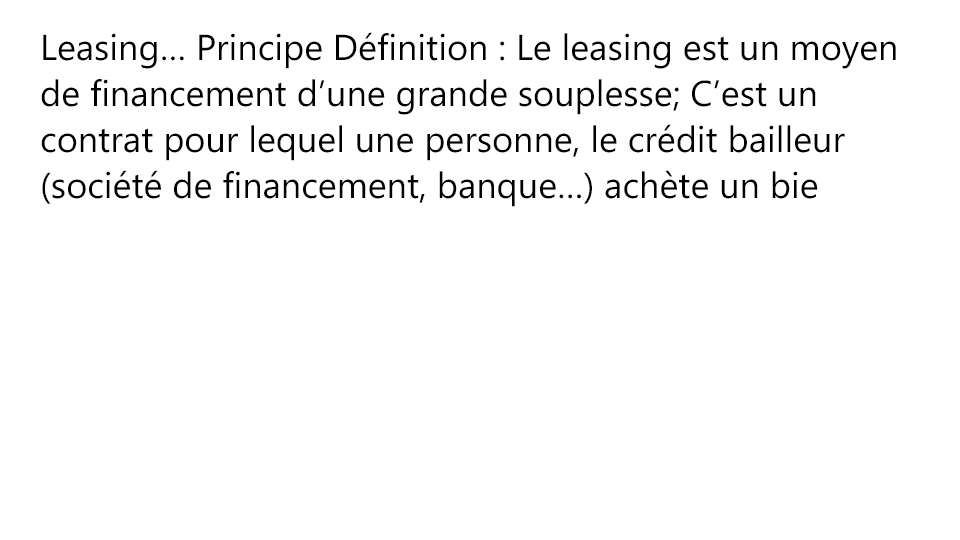 Leasing… Principe Définition : Le leasing est un moyen
de financement d’une grande souplesse; C’est un
contrat pour lequel une personne, le crédit bailleur
(société de financement, banque…) achète un bie